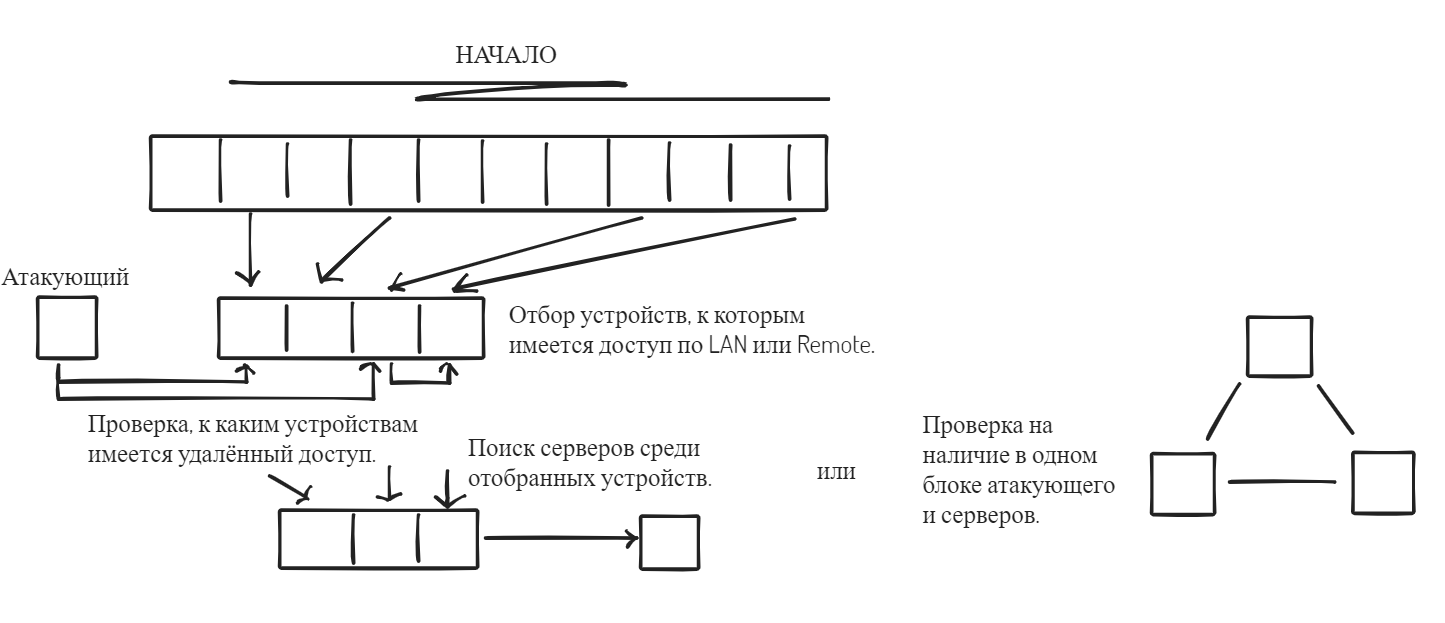 НАЧАЛО
Атакующий
Отбор устройств, к которым
имеется доступ по LAN или Remote.
Проверка, к каким устройствам
имеется удалённый доступ.
Поиск серверов среди
отобранных устройств.
или
Проверка на
наличие в одном
блоке атакующего
и серверов.